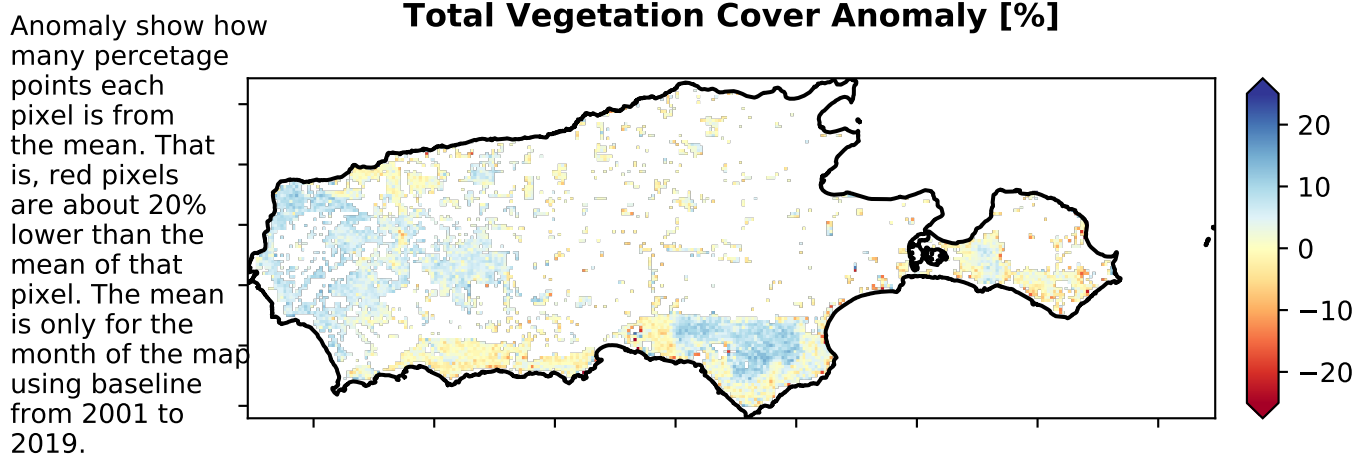 Total Vegetation Cover Anomaly [%]
Anomaly show how
many percetage
points each
pixel is from
the mean. That
is, red pixels
are about 20%
lower than the
mean of that
pixel. The mean
is only for the
month of the map
using baseline
from 2001 to
2019.
20
10
0
−10
−20